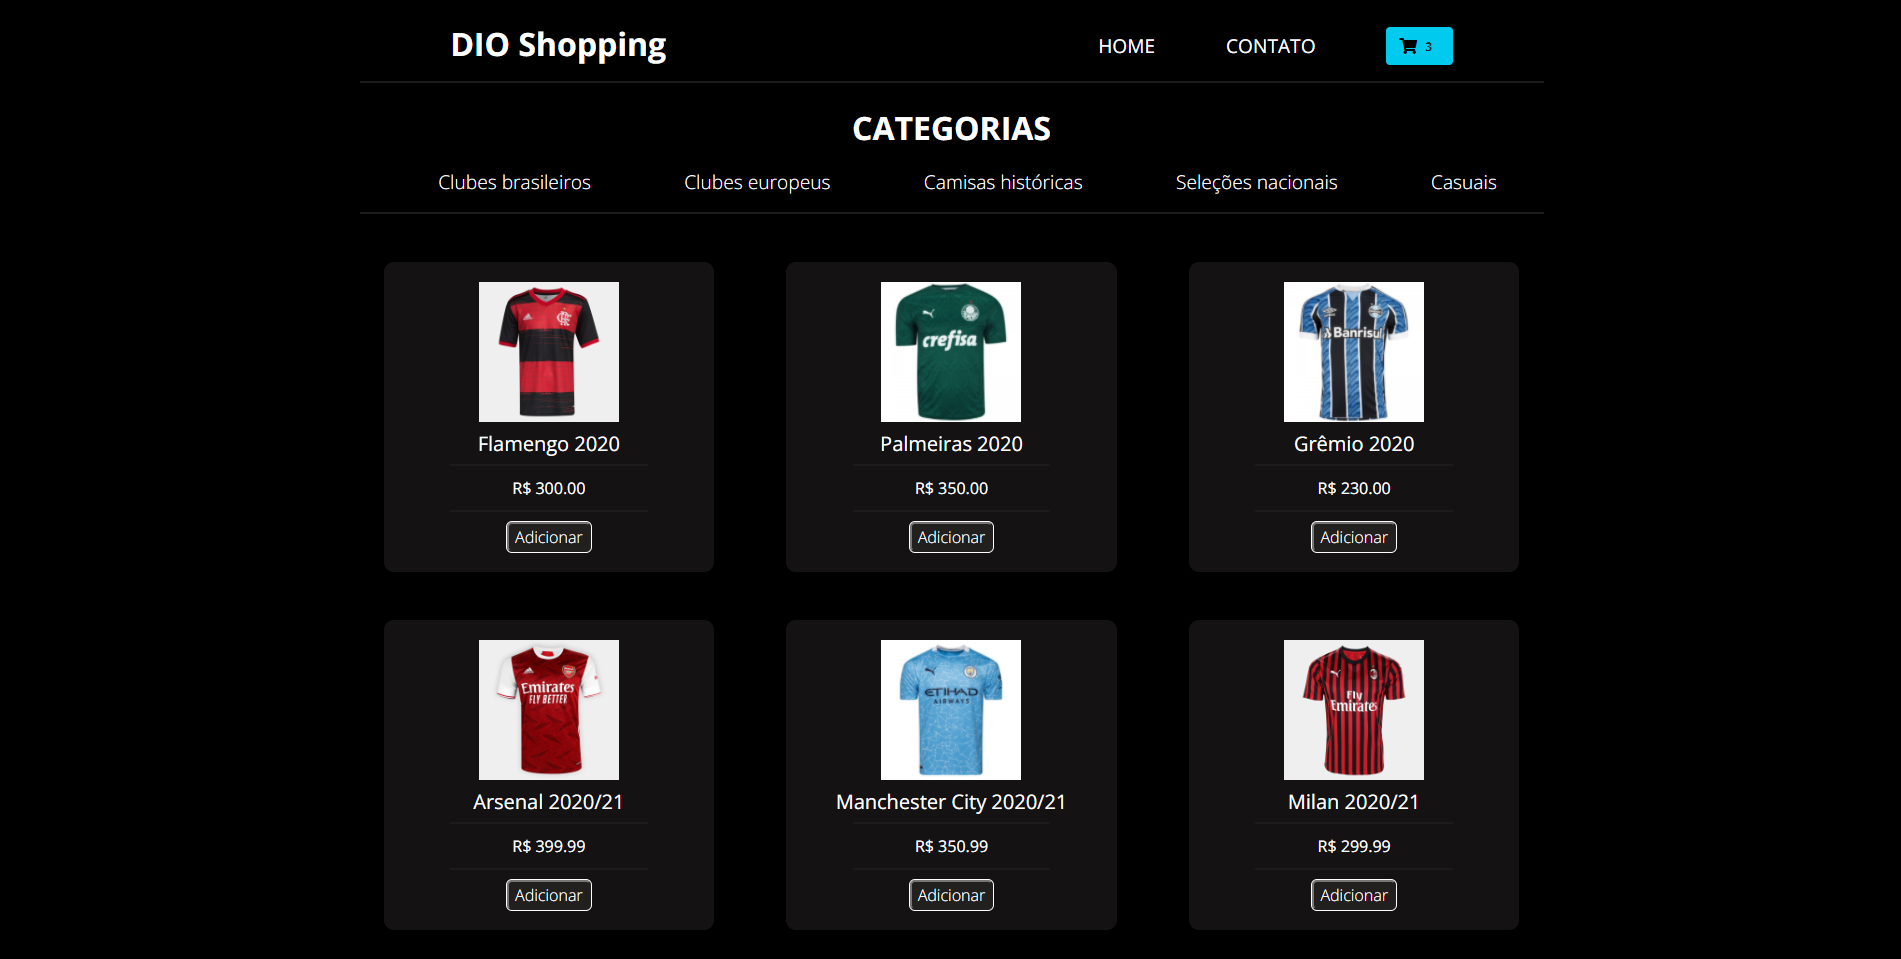 DIO Shopping
HOME
CONTATO
3
CATEGORIAS
Clubes brasileiros
Clubes europeus
Camisas históricas
Seleções nacionais
Casuais
crefisa
Banrisul
Flamengo 2020
Palmeiras 2020
Grêmio 2020
R$ 300.00
R$ 350.00
R$ 230.00
Adicionar
Adicionar
Adicionar
Emirates
FLY BETTER
ETIHAD
AIRWAYS
Fly
Emirates
Arsenal 2020/21
Manchester City 2020/21
Milan 2020/21
R$ 399.99
R$ 350.99
R$ 299.99
Adicionar
Adicionar
Adicionar